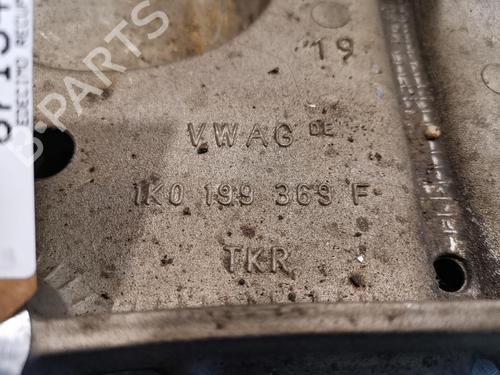 19
VWAG DE
1K0 199 369 F
TKR
B-PARTS